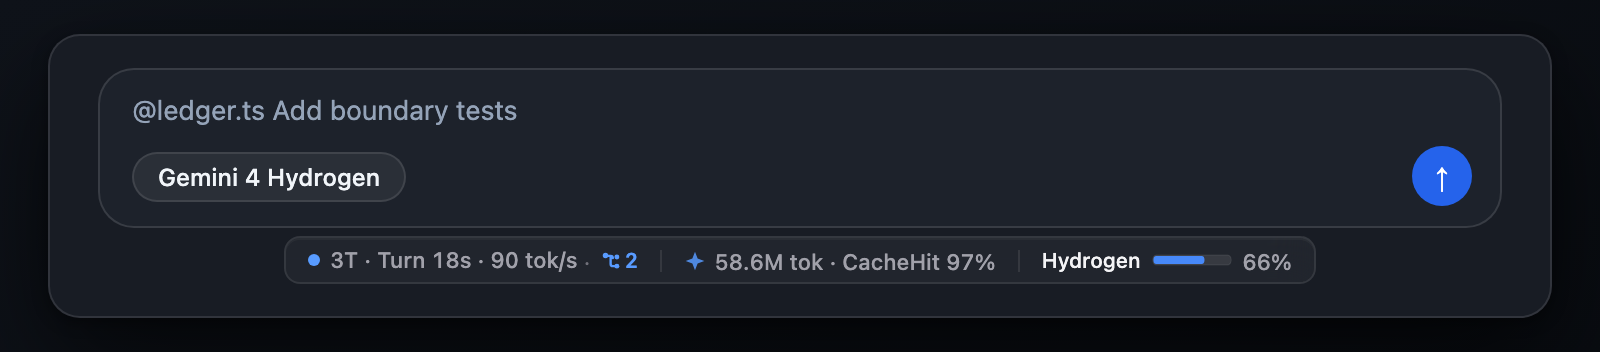 @ledger.ts Add boundary tests
Gemini 4 Hydrogen
↑
3T · Turn 18s · 90 tok/s · 2 58.6M tok · CacheHit 97% Hydrogen 66%